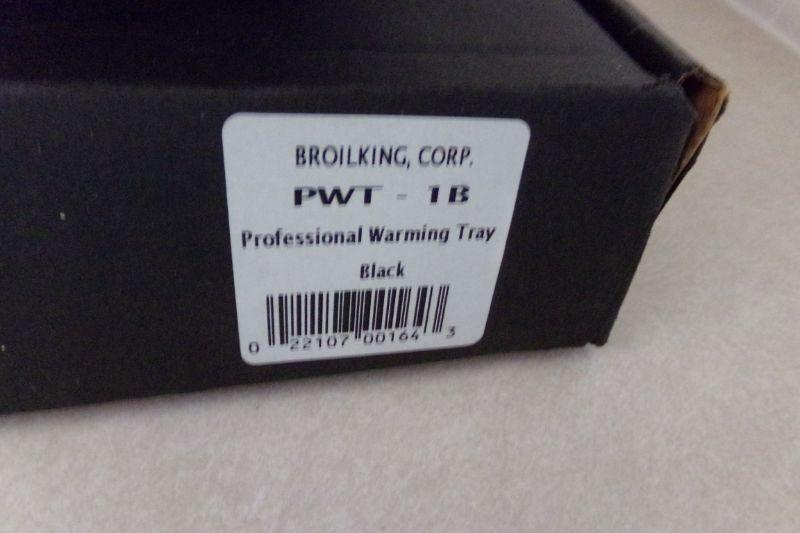 BROILKING, CORP.
PWT - 1B
Professional Warming Tray
Black
0 22107 00164 3